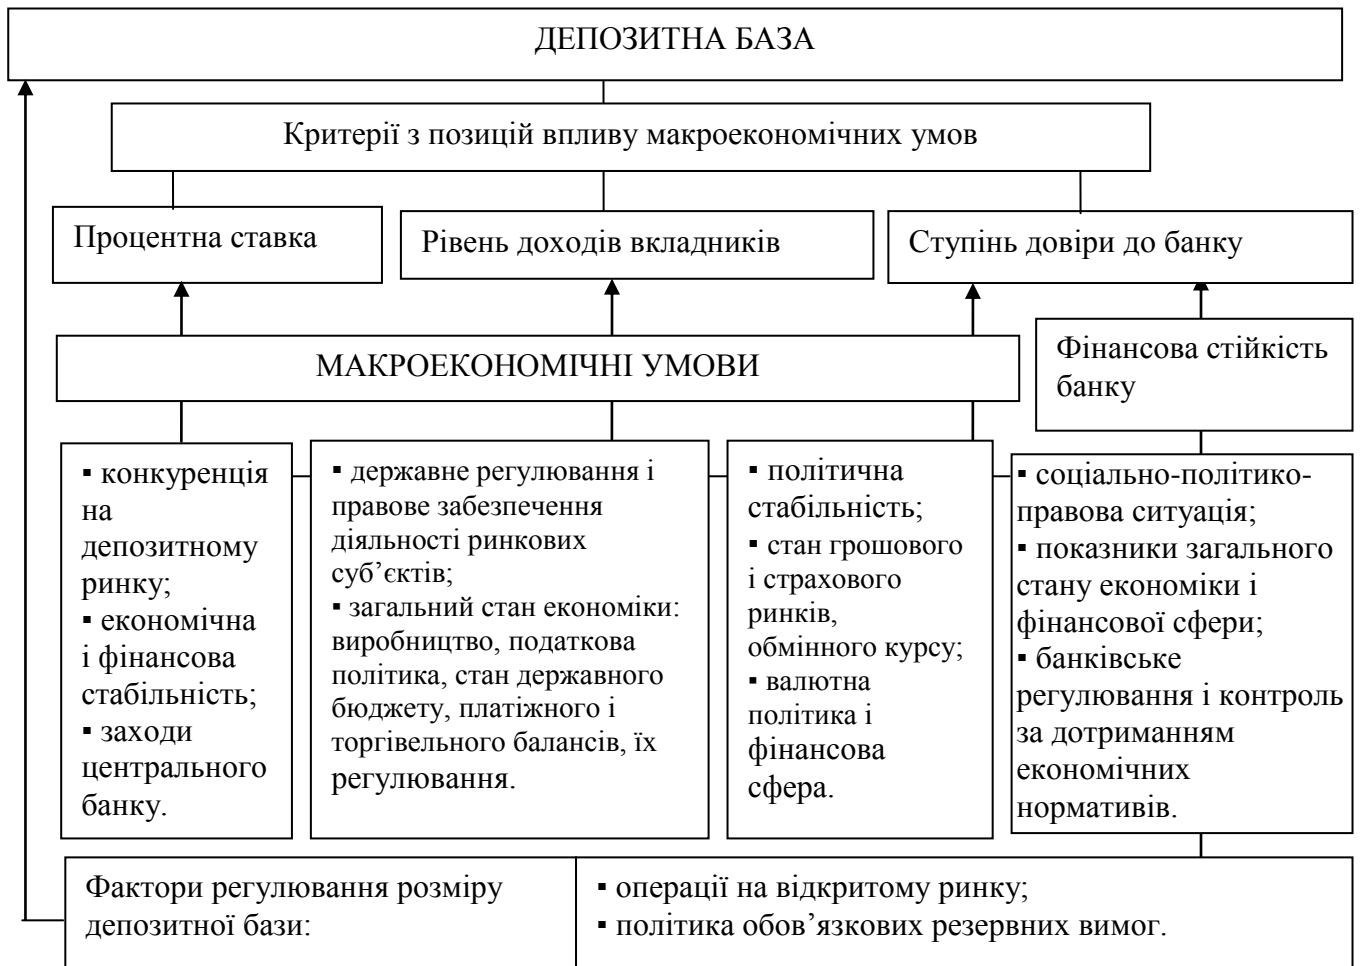 ДЕПОЗИТНА БАЗА
Критерії з позицій впливу макроекономічних умов
Процентна ставка
Рівень доходів вкладників
Ступінь довіри до банку
МАКРОЕКОНОМІЧНІ УМОВИ
Фінансова стійкість
банку
▪ конкуренція
на
депозитному
ринку;
▪ економічна
і фінансова
стабільність;
▪ заходи
центрального
банку.
▪ державне регулювання і
правове забезпечення
діяльності ринкових
суб’єктів;
▪ загальний стан економіки:
виробництво, податкова
політика, стан державного
бюджету, платіжного і
торгівельного балансів, їх
регулювання.
▪ політична
стабільність;
▪ стан грошового
і страхового
ринків,
обмінного курсу;
▪ валютна
політика і
фінансова
сфера.
▪ соціально-політико-
правова ситуація;
▪ показники загального
стану економіки і
фінансової сфери;
▪ банківське
регулювання і контроль
за дотриманням
економічних
нормативів.
Фактори регулювання розміру
депозитної бази:
▪ операції на відкритому ринку;
▪ політика обов’язкових резервних вимог.